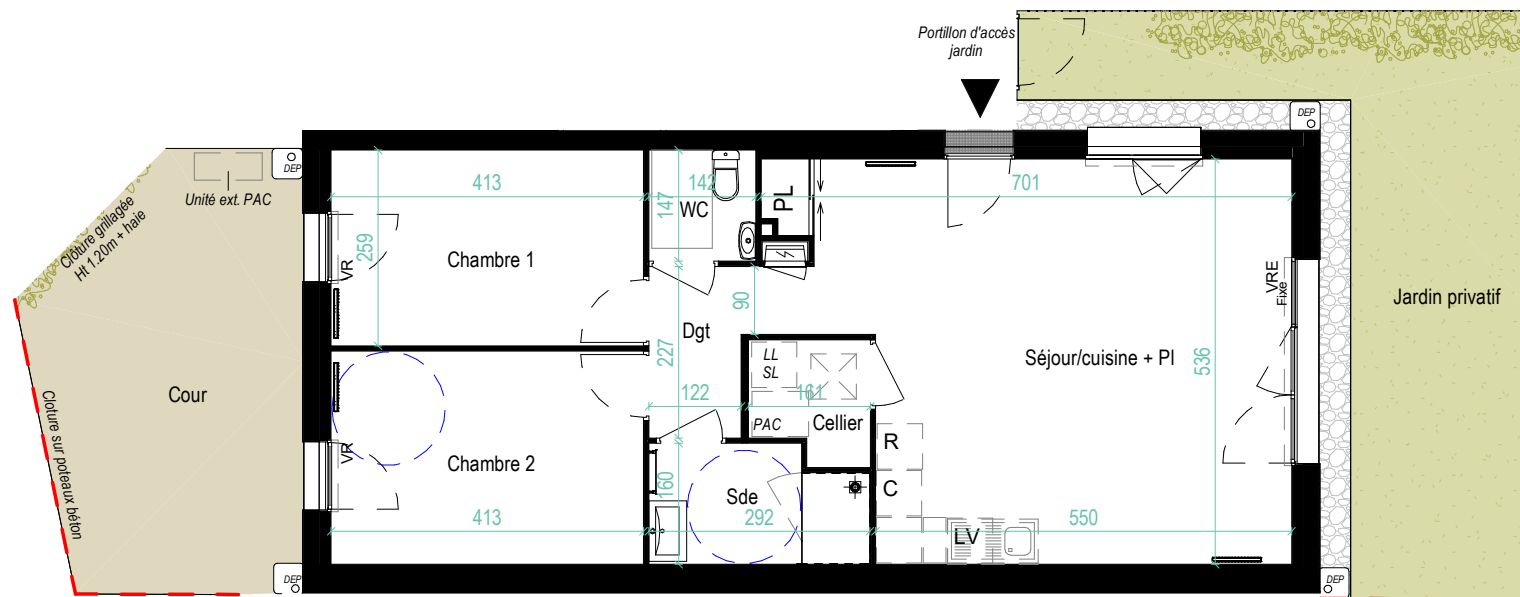 Portillon d'accès
jardin
DEP
DEP
Unité ext. PAC
Clôture grillagée
Ht 1.20m + haie
413
142
701
147
WC
PL
259
VR
Chambre 1
90
VRE
Fixe
Jardin privatif
Dgt
227
LL
SL
Séjour/cuisine + Pl
536
Cour
122
161
PAC
Cellier
Cloture sur poteaux béton
VR
R
Chambre 2
160
Sde
C
413
292
LV
550
DEP
DEP